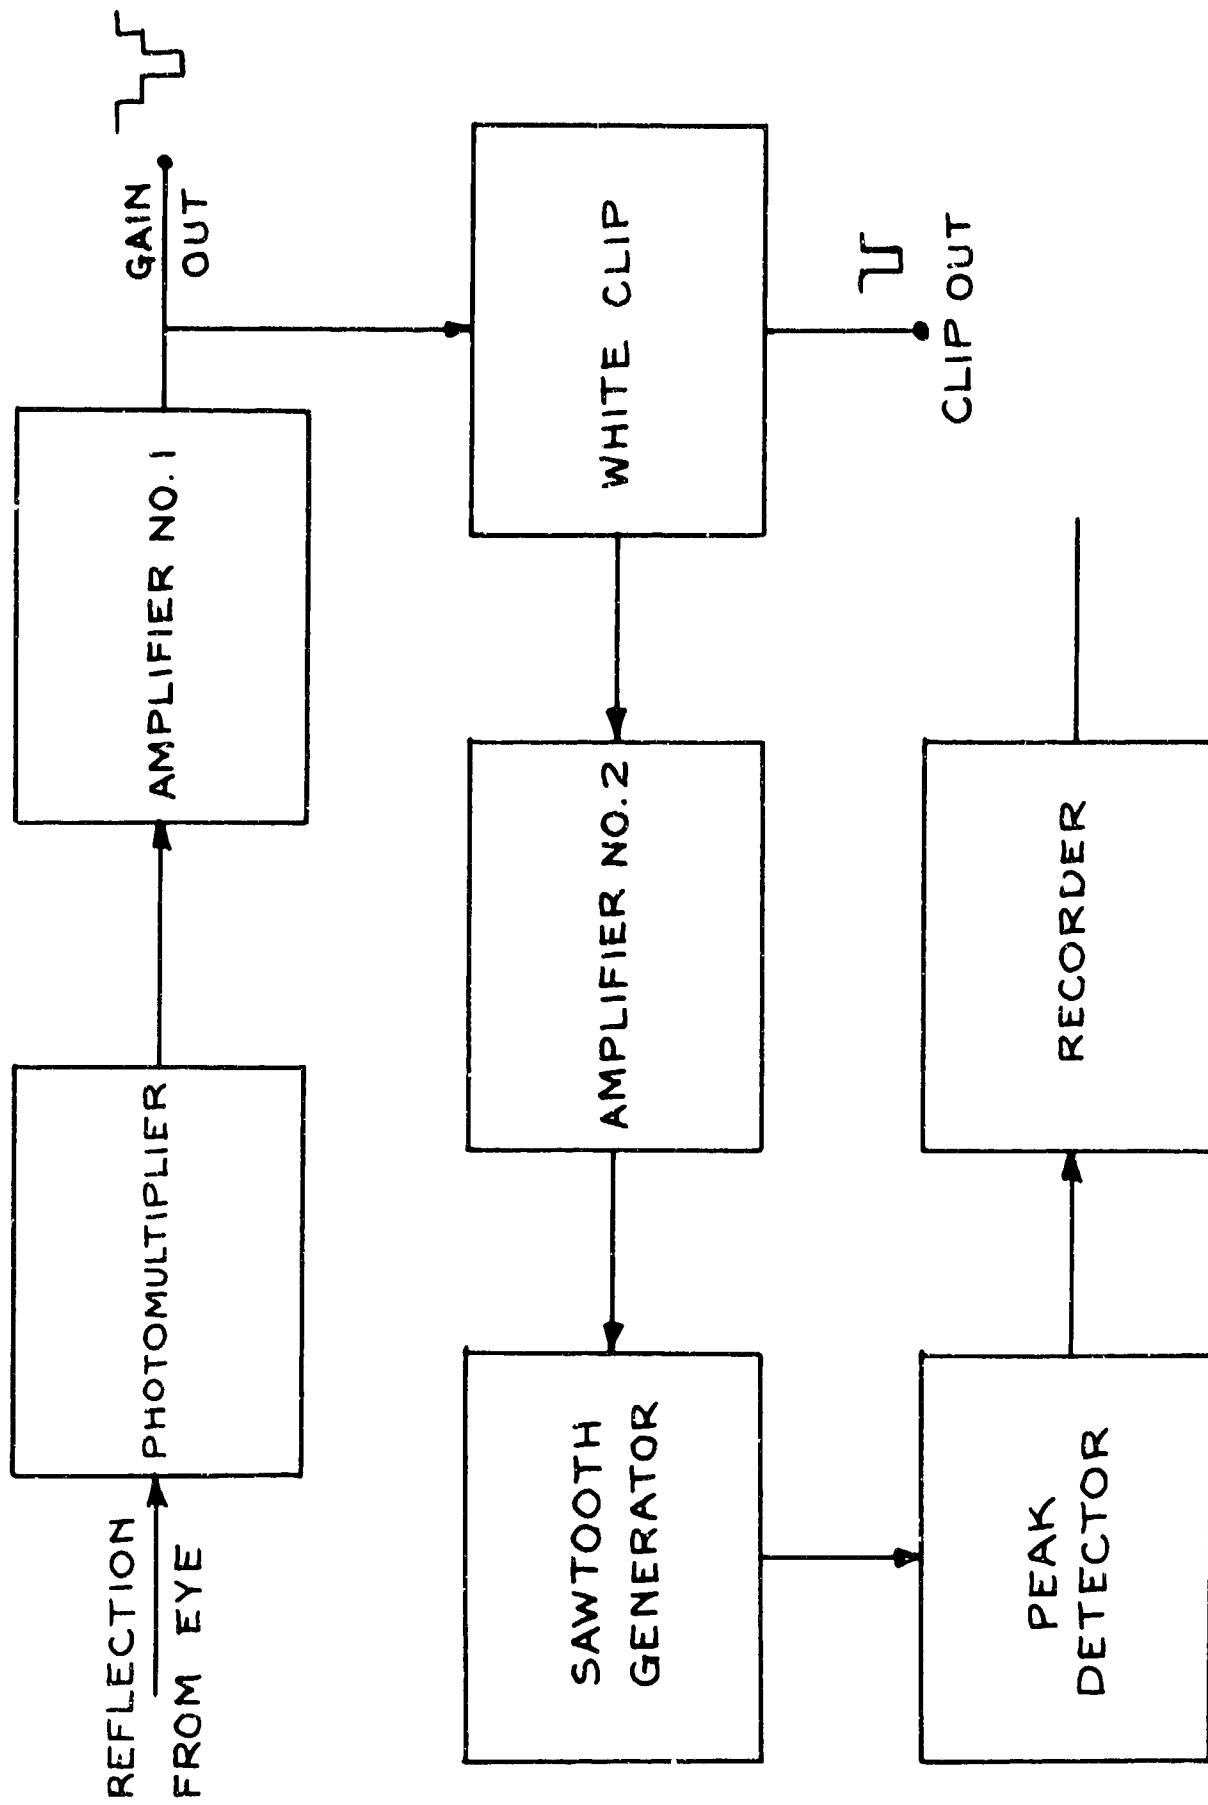 REFLECTION
FROM EYE
PHOTOMULTIPLIER
AMPLIFIER NO. 1
GAIN
OUT
SAWTOOTH
GENERATOR
AMPLIFIER NO. 2
WHITE CLIP
CLIP OUT
PEAK
DETECTOR
RECORDER